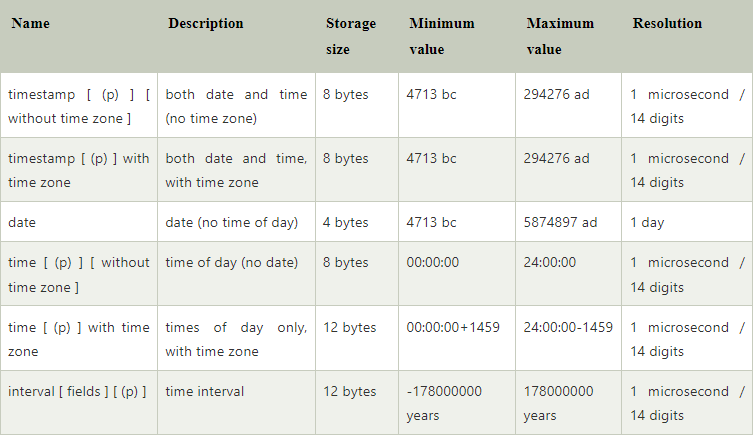 Name Description Storage size Minimum value Maximum value Resolution
timestamp [ (p) ] [ without time zone ] both date and time (no time zone) 8 bytes 4713 bc 294276 ad 1 microsecond / 14 digits
timestamp [ (p) ] with time zone both date and time, with time zone 8 bytes 4713 bc 294276 ad 1 microsecond / 14 digits
date date (no time of day) 4 bytes 4713 bc 5874897 ad 1 day
time [ (p) ] [ without time zone ] time of day (no date) 8 bytes 00:00:00 24:00:00 1 microsecond / 14 digits
time [ (p) ] with time zone times of day only, with time zone 12 bytes 00:00:00+1459 24:00:00-1459 1 microsecond / 14 digits
interval [ fields ] [ (p) ] time interval 12 bytes -178000000 years 178000000 years 1 microsecond / 14 digits